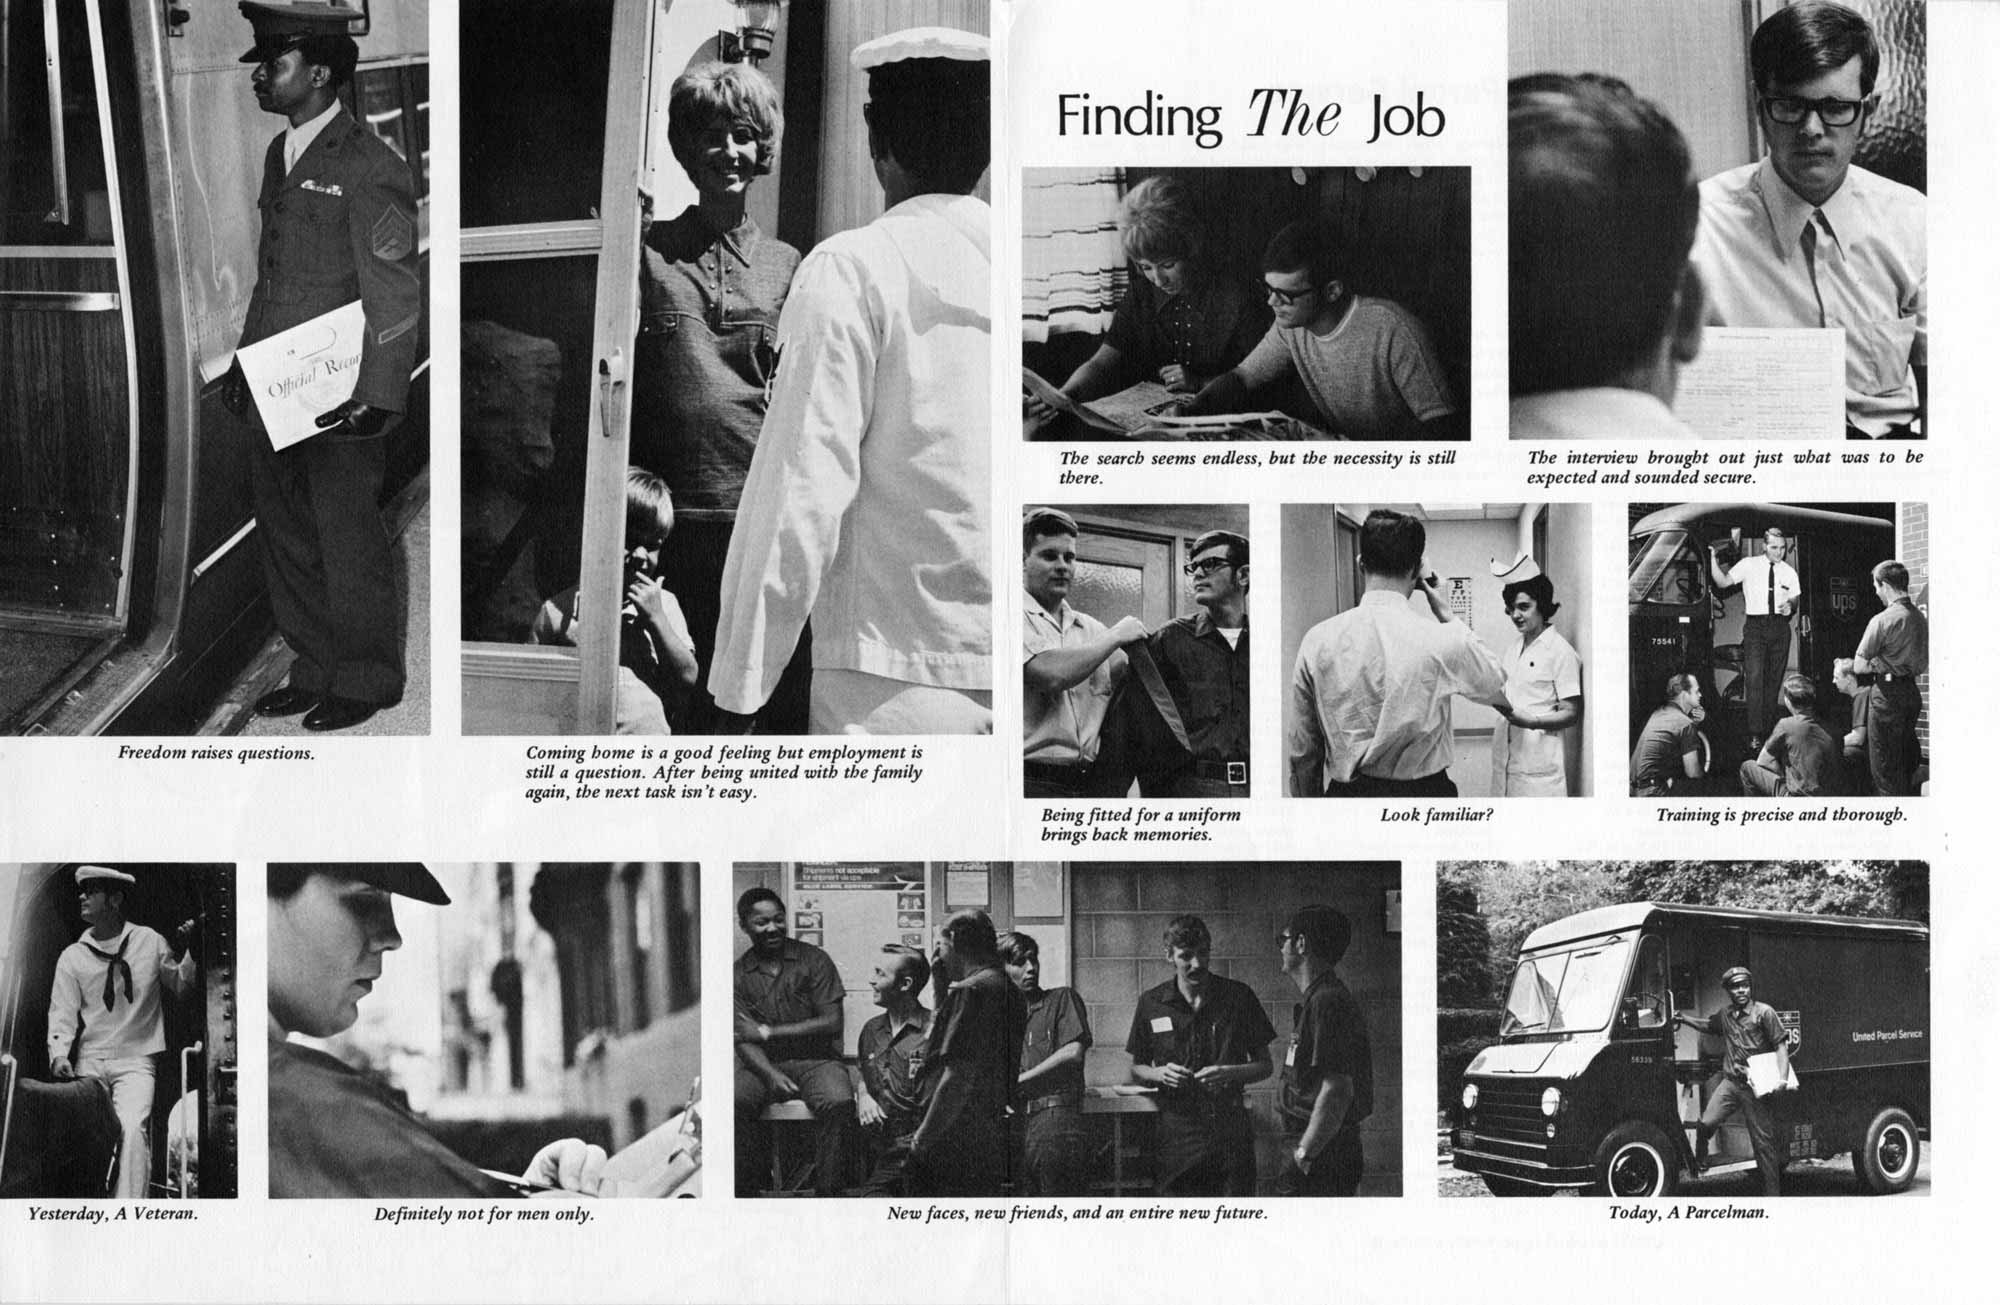 Finding The Job
Official Recor
Freedom raises questions.
Coming home is a good feeling but employment is
still a question. After being united with the family
again, the next task isn't easy.
The search seems endless, but the necessity is still
there.
The interview brought out just what was to be
expected and sounded secure.
E
ups
75541
Being fitted for a uniform
brings back memories.
Look familiar?
Training is precise and thorough.
Shipments not acceptable
for shipment via ups
58339
United Parcel Service
Yesterday, A Veteran.
Definitely not for men only.
New faces, new friends, and an entire new future.
Today, A Parcelman.